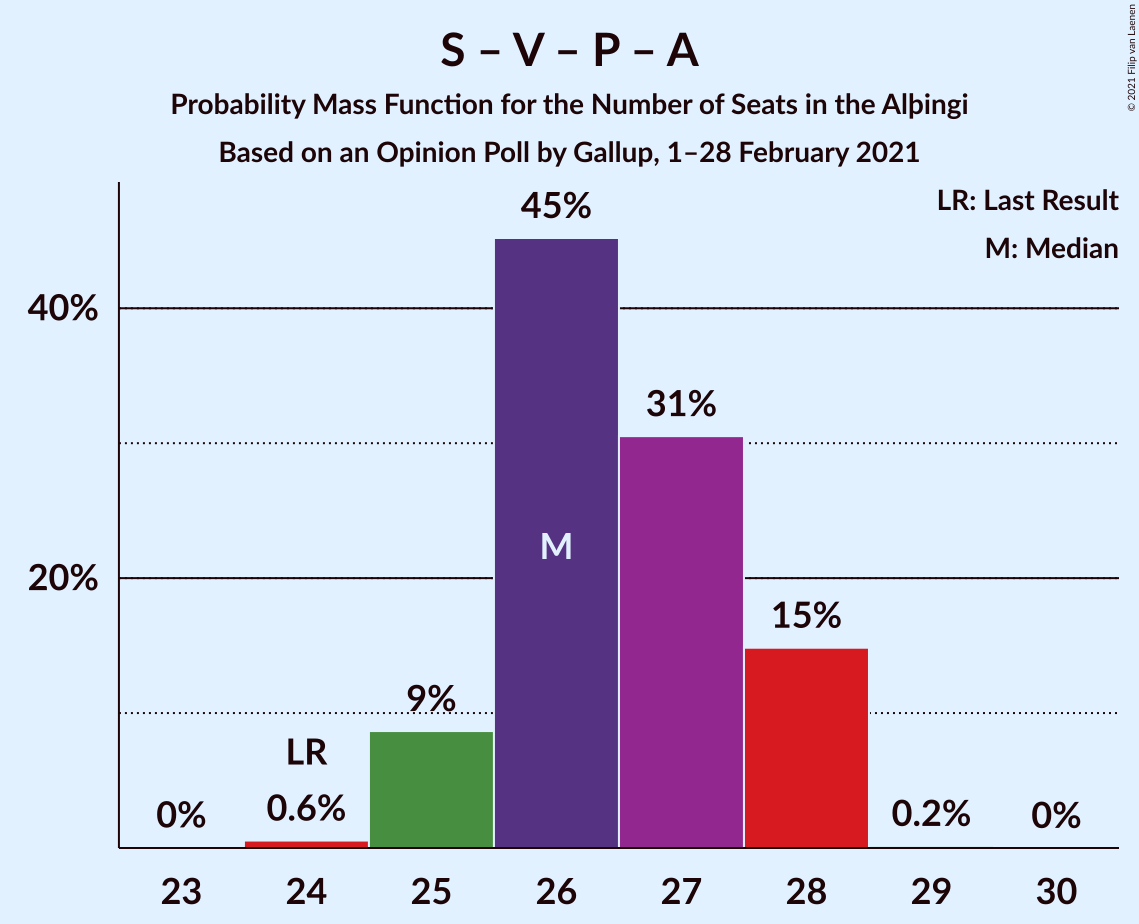 S – V – P – A
Probability Mass Function for the Number of Seats in the Alþingi
Based on an Opinion Poll by Gallup, 1–28 February 2021
© 2021 Filip van Laenen
LR: Last Result
M: Median
45%
40%
31%
M
20%
15%
9%
LR
0%
0.6%
0.2%
0%
23
24
25
26
27
28
29
30